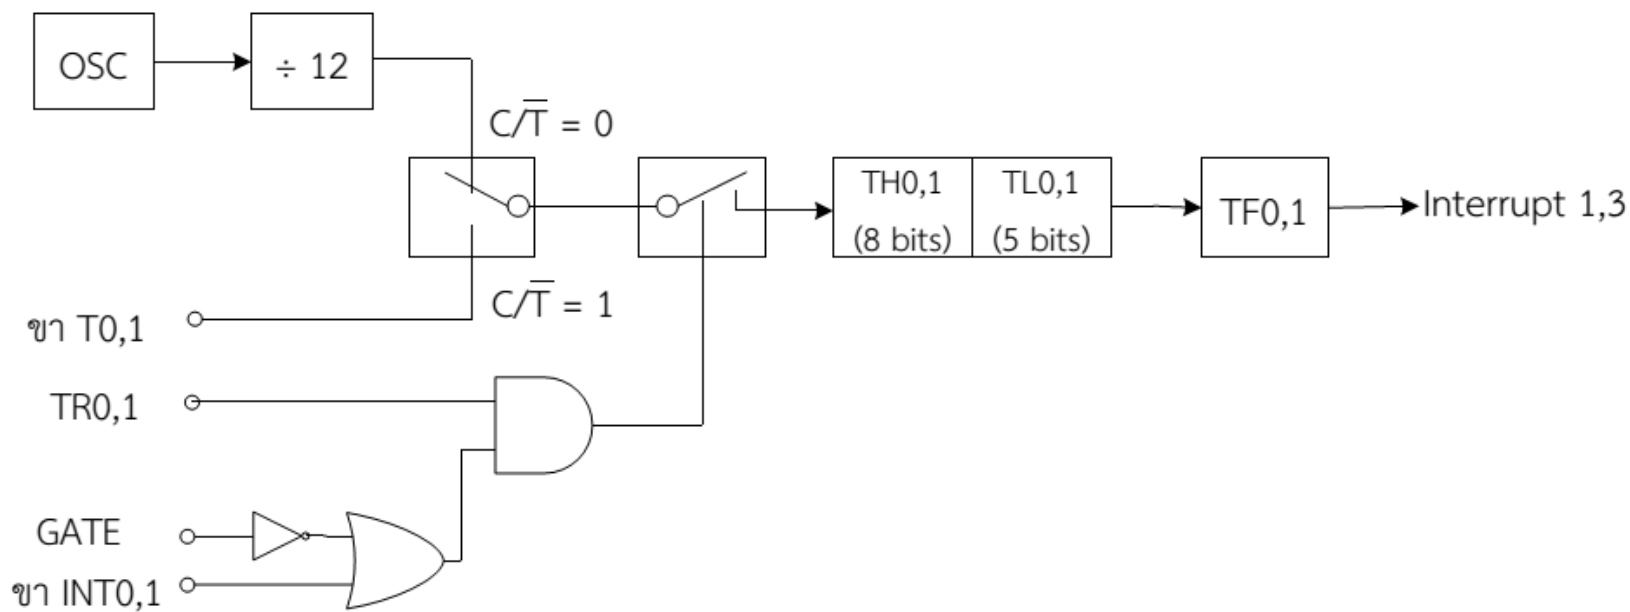 OSC
÷ 12
C/T̅ = 0
TH0,1
(8 bits)
TL0,1
(5 bits)
TF0,1
Interrupt 1,3
C/T̅ = 1
ขา T0,1
TR0,1
GATE
ขา INT0,1